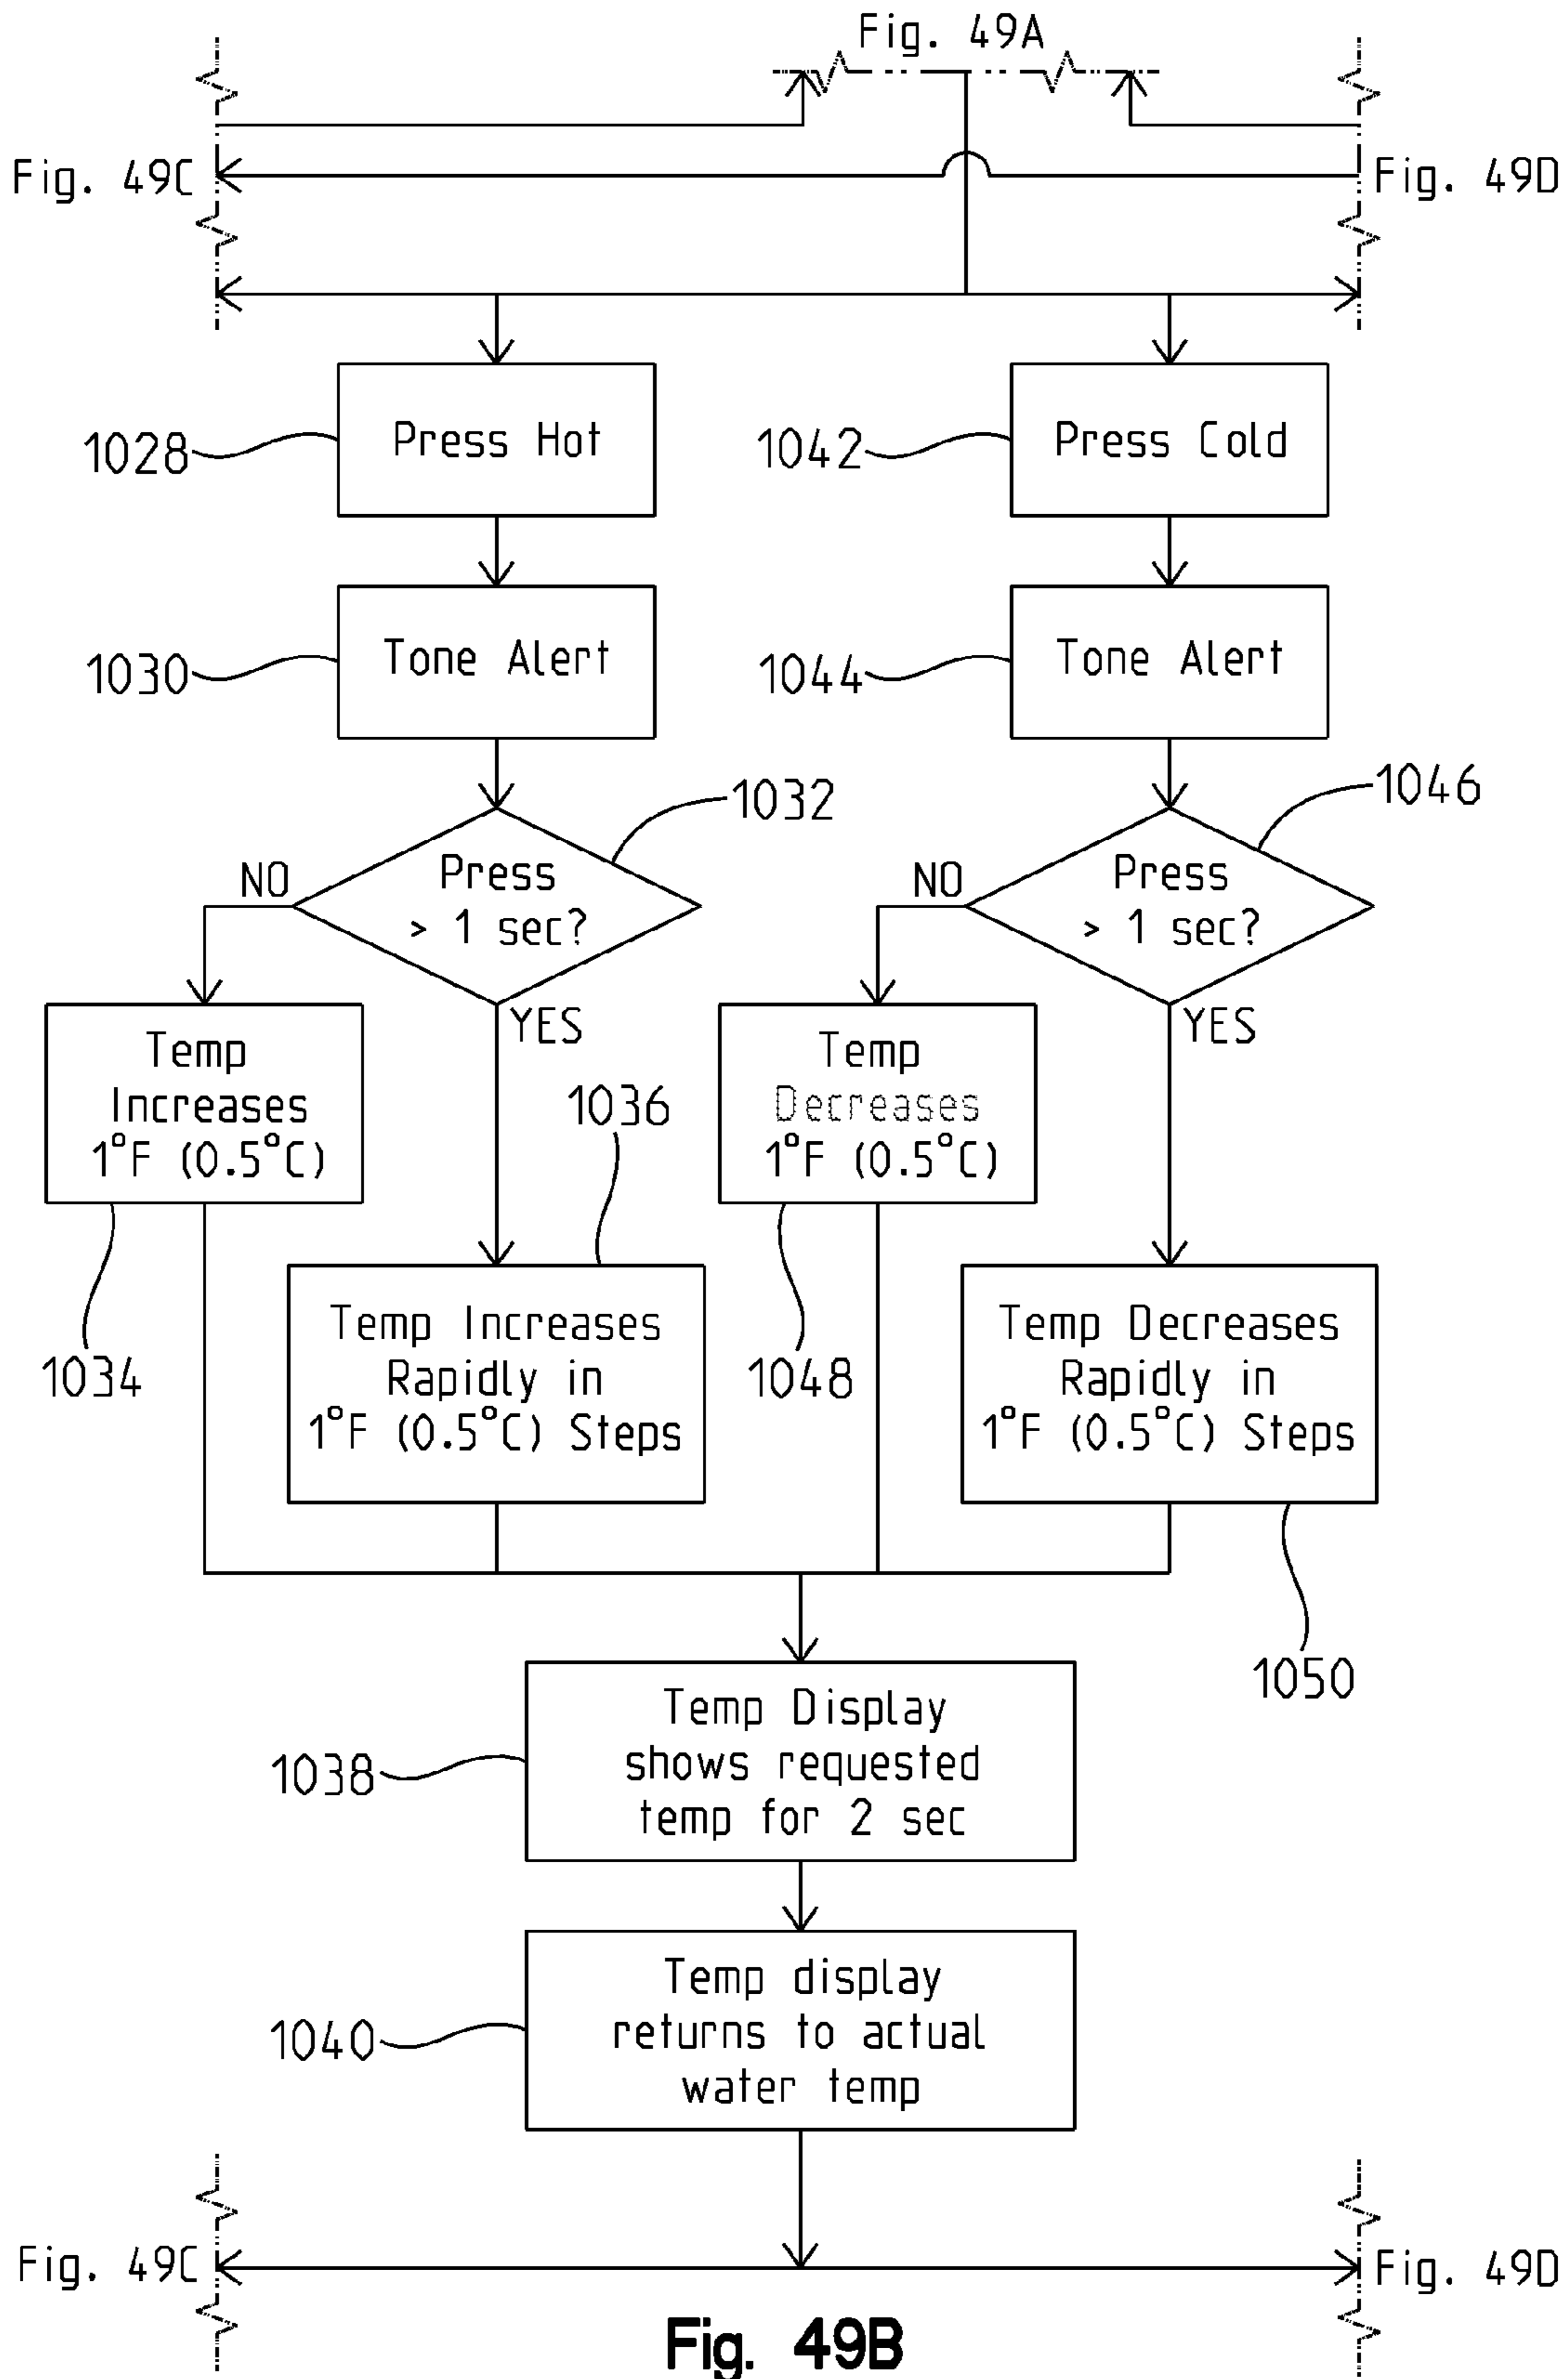 Fig. 49A
Fig. 49C
Fig. 49D
1028
Press Hot
1042
Press Cold
1030
Tone Alert
1044
Tone Alert
1032
1046
NO
Press
> 1 sec?
YES
NO
Press
> 1 sec?
YES
Temp
Increases
1°F (0.5°C)
1036
Temp
Decreases
1°F (0.5°C)
1034
Temp Increases
Rapidly in
1°F (0.5°C) Steps
1048
Temp Decreases
Rapidly in
1°F (0.5°C) Steps
1050
1038
Temp Display
shows requested
temp for 2 sec
1040
Temp display
returns to actual
water temp
Fig. 49C
Fig. 49D
Fig. 49B